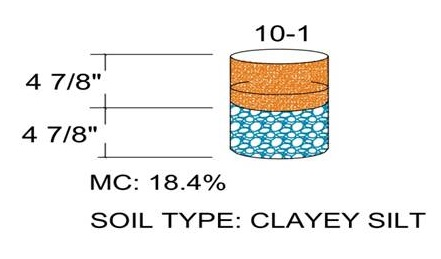 10-1
4 7/8"
4 7/8"
MC: 18.4%
SOIL TYPE: CLAYEY SILT